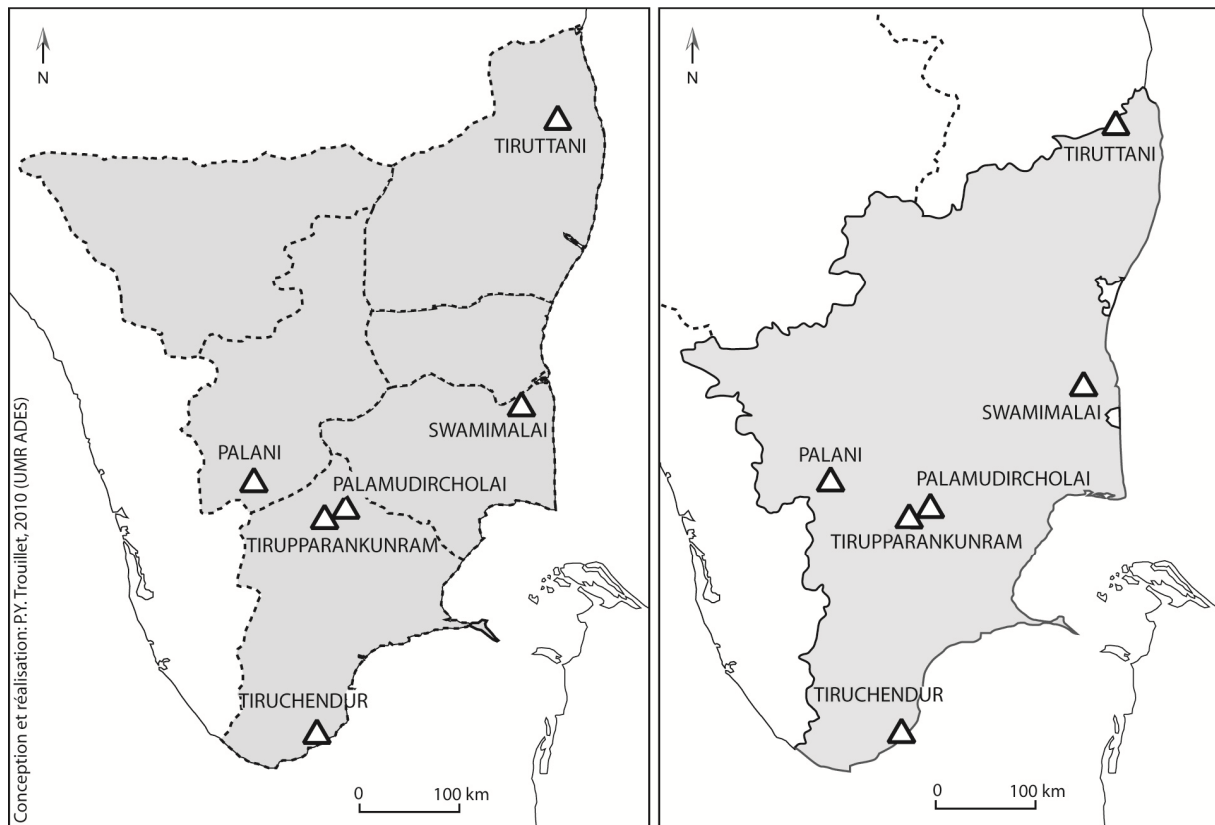 N
TIRUTTANI
SWAMIMALAI
PALANI
PALAMUDIRCHOLAI
TIRUPPARANKUNRAM
TIRUCHENDUR
0 100 km
Conception et réalisation: P.Y. Trouillet, 2010 (UMR ADES)
N
TIRUTTANI
SWAMIMALAI
PALANI
PALAMUDIRCHOLAI
TIRUPPARANKUNRAM
TIRUCHENDUR
0 100 km